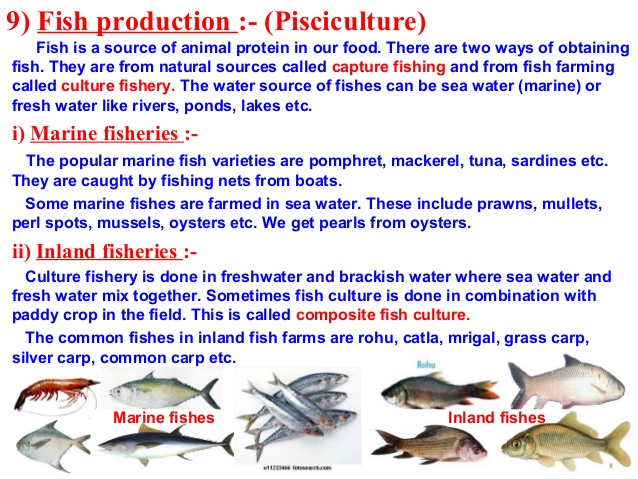 9) Fish production :- (Pisciculture)
Fish is a source of animal protein in our food. There are two ways of obtaining
fish. They are from natural sources called capture fishing and from fish farming
called culture fishery. The water source of fishes can be sea water (marine) or
fresh water like rivers, ponds, lakes etc.
i) Marine fisheries :-
The popular marine fish varieties are pomphret, mackerel, tuna, sardines etc.
They are caught by fishing nets from boats.
Some marine fishes are farmed in sea water. These include prawns, mullets,
perl spots, mussels, oysters etc. We get pearls from oysters.
ii) Inland fisheries :-
Culture fishery is done in freshwater and brackish water where sea water and
fresh water mix together. Sometimes fish culture is done in combination with
paddy crop in the field. This is called composite fish culture.
The common fishes in inland fish farms are rohu, catla, mrigal, grass carp,
silver carp, common carp etc.
Rohu
Marine fishes
Inland fishes
u11233466 fotosearch.com